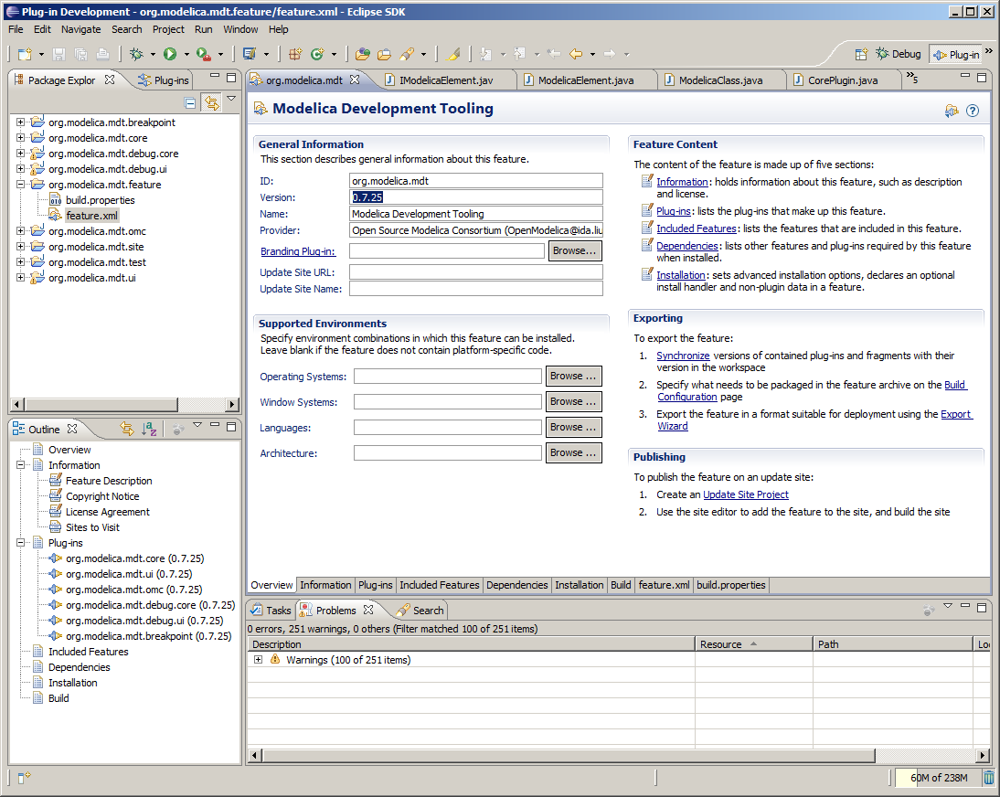 Plug-in Development - org.modelica.mdt.feature/feature.xml - Eclipse SDK
File Edit Navigate Search Project Run Window Help
Debug Plug-in »
Package Explor Plug-ins
org.modelica.mdt.breakpoint
org.modelica.mdt.core
org.modelica.mdt.debug.core
org.modelica.mdt.debug.ui
org.modelica.mdt.feature
build.properties
feature.xml
org.modelica.mdt.omc
org.modelica.mdt.site
org.modelica.mdt.test
org.modelica.mdt.ui
Outline
Overview
Information
Feature Description
Copyright Notice
License Agreement
Sites to Visit
Plug-ins
org.modelica.mdt.core (0.7.25)
org.modelica.mdt.ui (0.7.25)
org.modelica.mdt.omc (0.7.25)
org.modelica.mdt.debug.core (0.7.25)
org.modelica.mdt.debug.ui (0.7.25)
org.modelica.mdt.breakpoint (0.7.25)
Included Features
Dependencies
Installation
Build
org.modelica.mdt IModelicaElement.jav ModelicaElement.java ModelicaClass.java CorePlugin.java »5
Modelica Development Tooling
General Information
This section describes general information about this feature.
ID: org.modelica.mdt
Version: 0.7.25
Name: Modelica Development Tooling
Provider: Open Source Modelica Consortium (OpenModelica@ida.liu
Branding Plug-in: Browse...
Update Site URL:
Update Site Name:
Supported Environments
Specify environment combinations in which this feature can be installed.
Leave blank if the feature does not contain platform-specific code.
Operating Systems: Browse ...
Window Systems: Browse ...
Languages: Browse ...
Architecture: Browse ...
Feature Content
The content of the feature is made up of five sections:
Information: holds information about this feature, such as description
and license.
Plug-ins: lists the plug-ins that make up this feature.
Included Features: lists the features that are included in this feature.
Dependencies: lists other features and plug-ins required by this feature
when installed.
Installation: sets advanced installation options, declares an optional
install handler and non-plugin data in a feature.
Exporting
To export the feature:
1. Synchronize versions of contained plug-ins and fragments with their
version in the workspace
2. Specify what needs to be packaged in the feature archive on the Build
Configuration page
3. Export the feature in a format suitable for deployment using the Export
Wizard
Publishing
To publish the feature on an update site:
1. Create an Update Site Project
2. Use the site editor to add the feature to the site, and build the site
Overview Information Plug-ins Included Features Dependencies Installation Build feature.xml build.properties
Tasks Problems Search
0 errors, 251 warnings, 0 others (Filter matched 100 of 251 items)
Description Resource Path Loc
Warnings (100 of 251 items)
60M of 238M